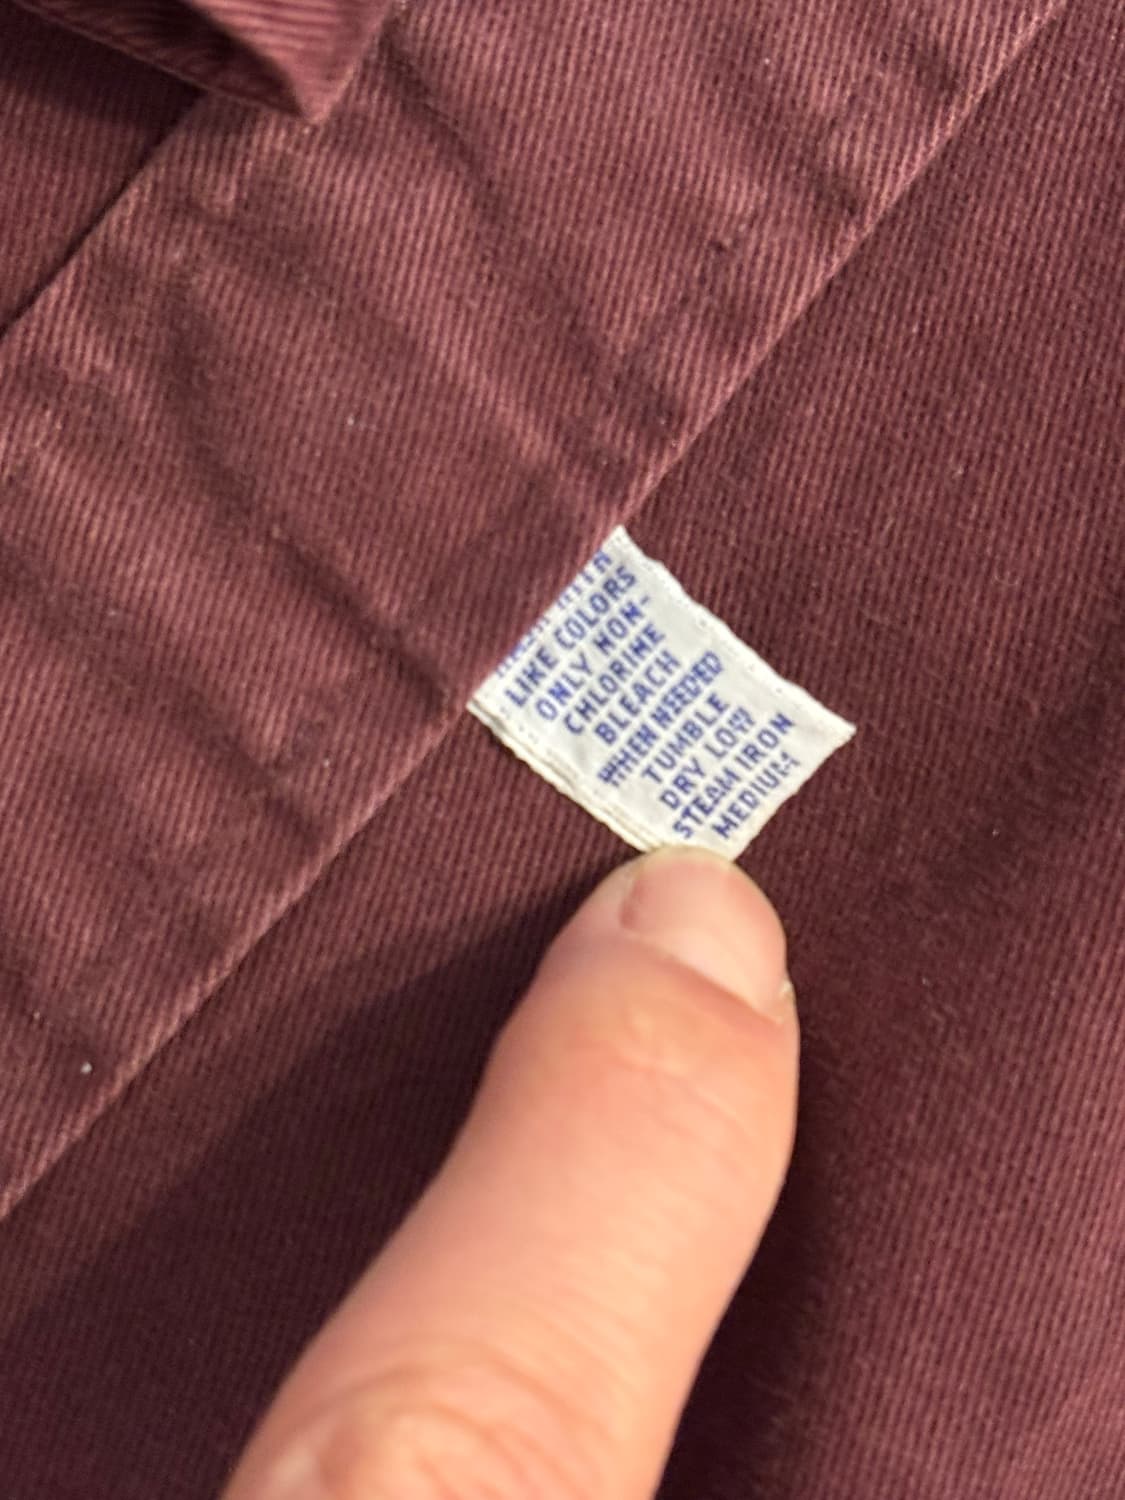 LIKE COLORS
ONLY NON-
CHLORINE
BLEACH
WHEN NEEDED
TUMBLE
DRY LOW
STEAM IRON
MEDIUM